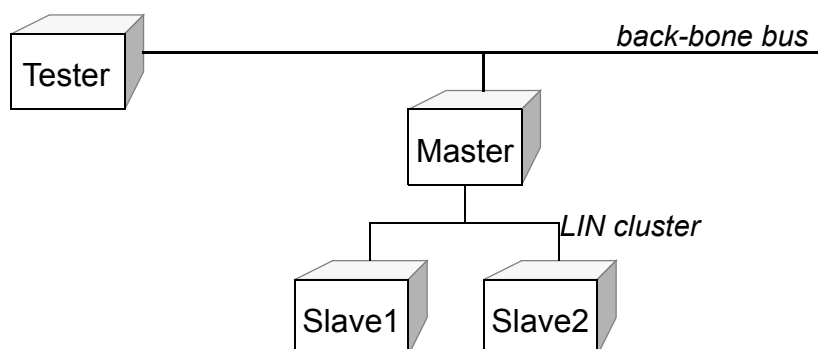 back-bone bus
Tester
Master
LIN cluster
Slave1
Slave2